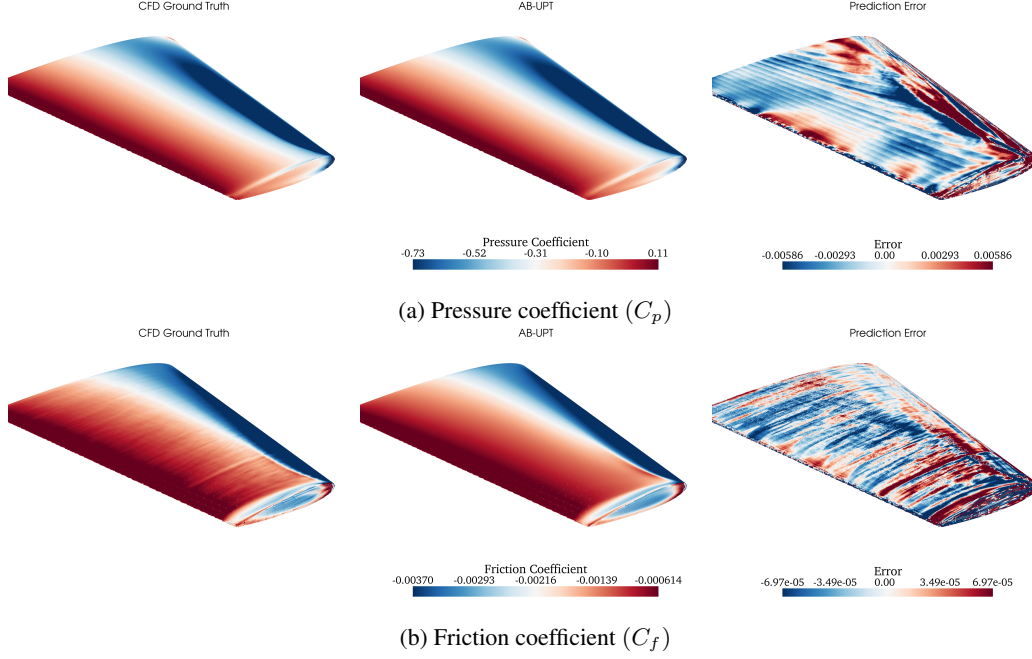 CFD Ground Truth AB-UPT Prediction Error
Pressure Coefficient Error
-0.73 -0.52 -0.31 -0.10 0.11 -0.00586 -0.00293 0.00 0.00293 0.00586
(a) Pressure coefficient (C_p)
CFD Ground Truth AB-UPT Prediction Error
Friction Coefficient Error
-0.00370 -0.00293 -0.00216 -0.00139 -0.000614 -6.97e-05 -3.49e-05 0.00 3.49e-05 6.97e-05
(b) Friction coefficient (C_f)